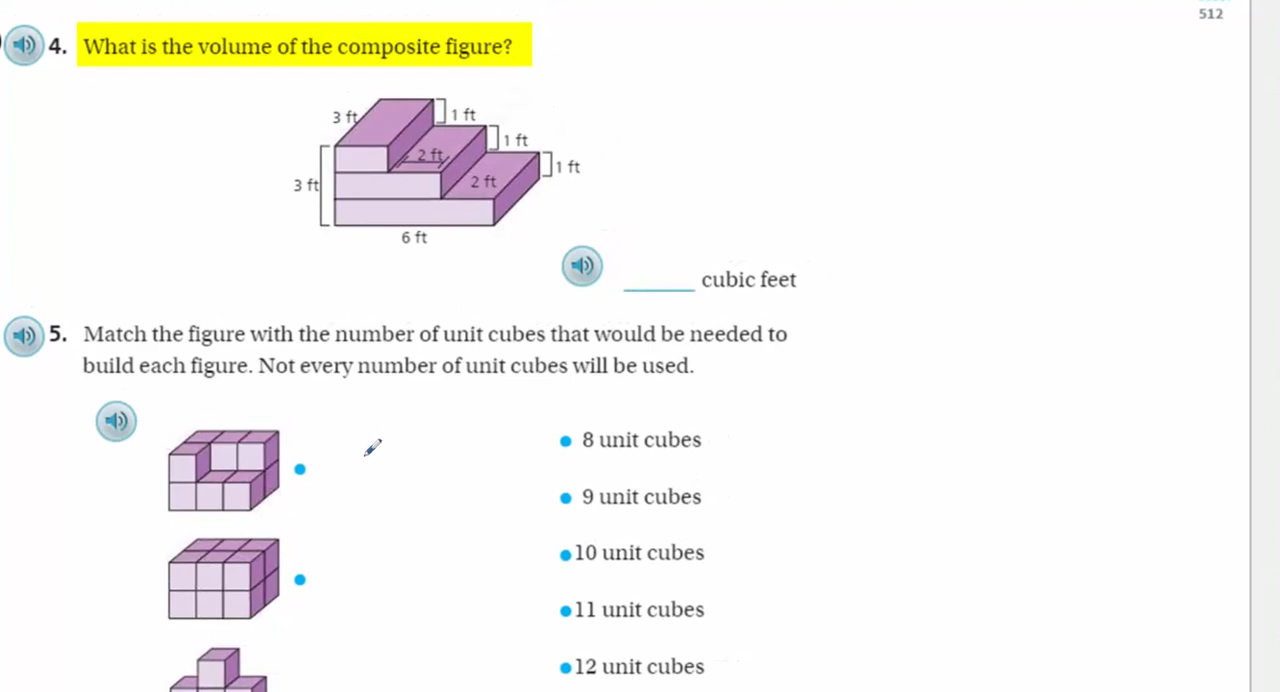 512
4. What is the volume of the composite figure?
3 ft
1 ft
1 ft
2 ft
1 ft
3 ft
2 ft
6 ft
cubic feet
5. Match the figure with the number of unit cubes that would be needed to
build each figure. Not every number of unit cubes will be used.
8 unit cubes
9 unit cubes
10 unit cubes
11 unit cubes
12 unit cubes